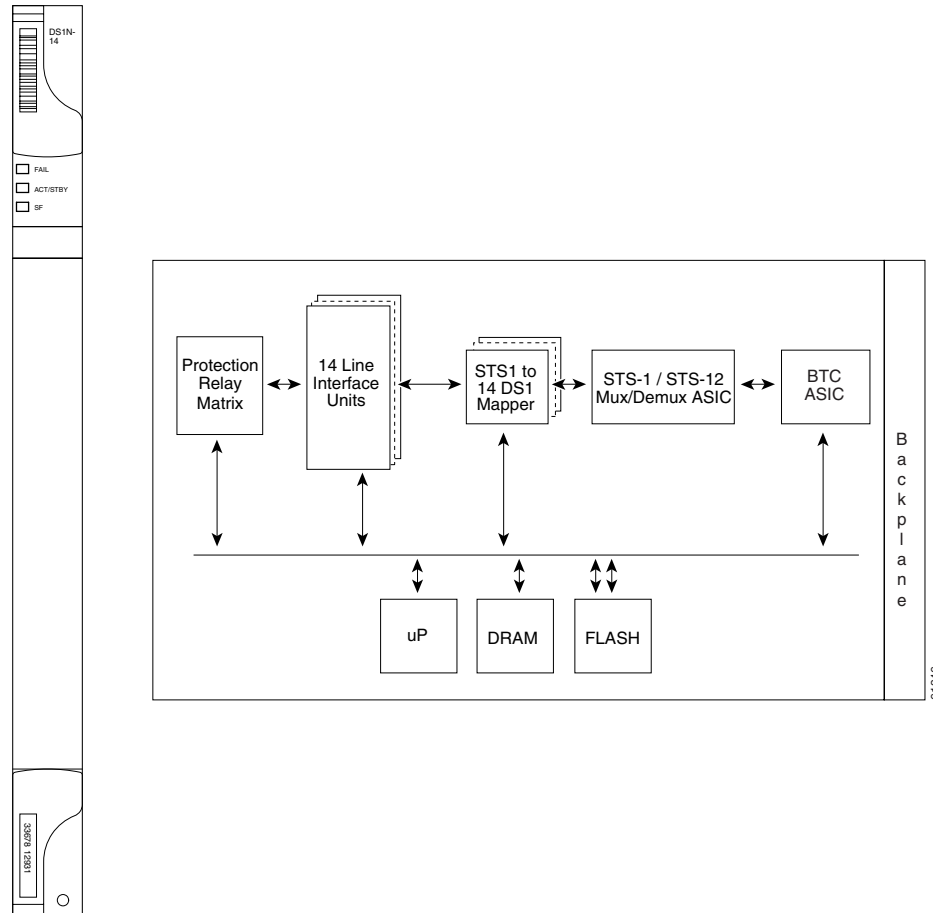 DS1N-
14
FAIL
ACT/STBY
SF
33678 12931
Protection
Relay
Matrix
14 Line
Interface
Units
STS1 to
14 DS1
Mapper
STS-1 / STS-12
Mux/Demux ASIC
BTC
ASIC
uP
DRAM
FLASH
Backplane